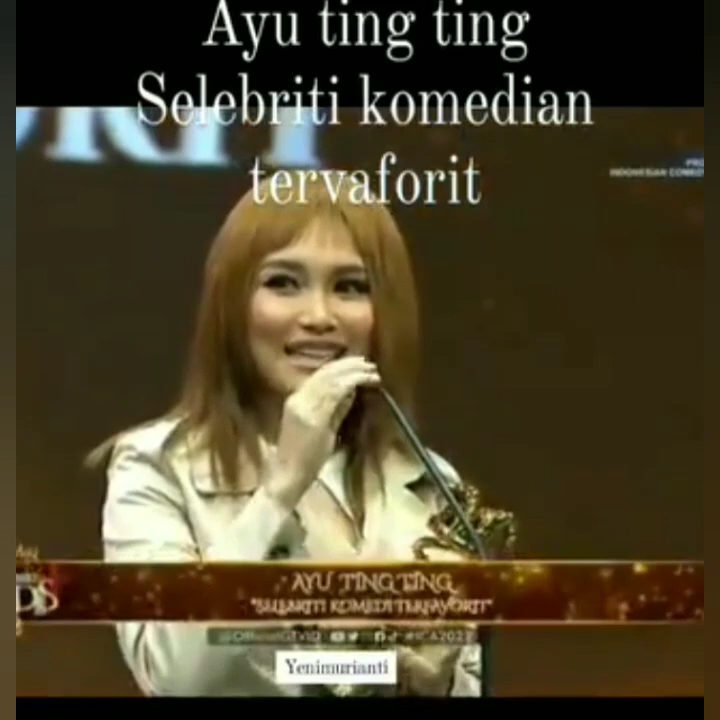 Ayu ting ting
Selebriti komedian
tervaforit
AYU TING TING
"SELEBRITI KOMEDI TERFAVORIT"
Yenimurianti